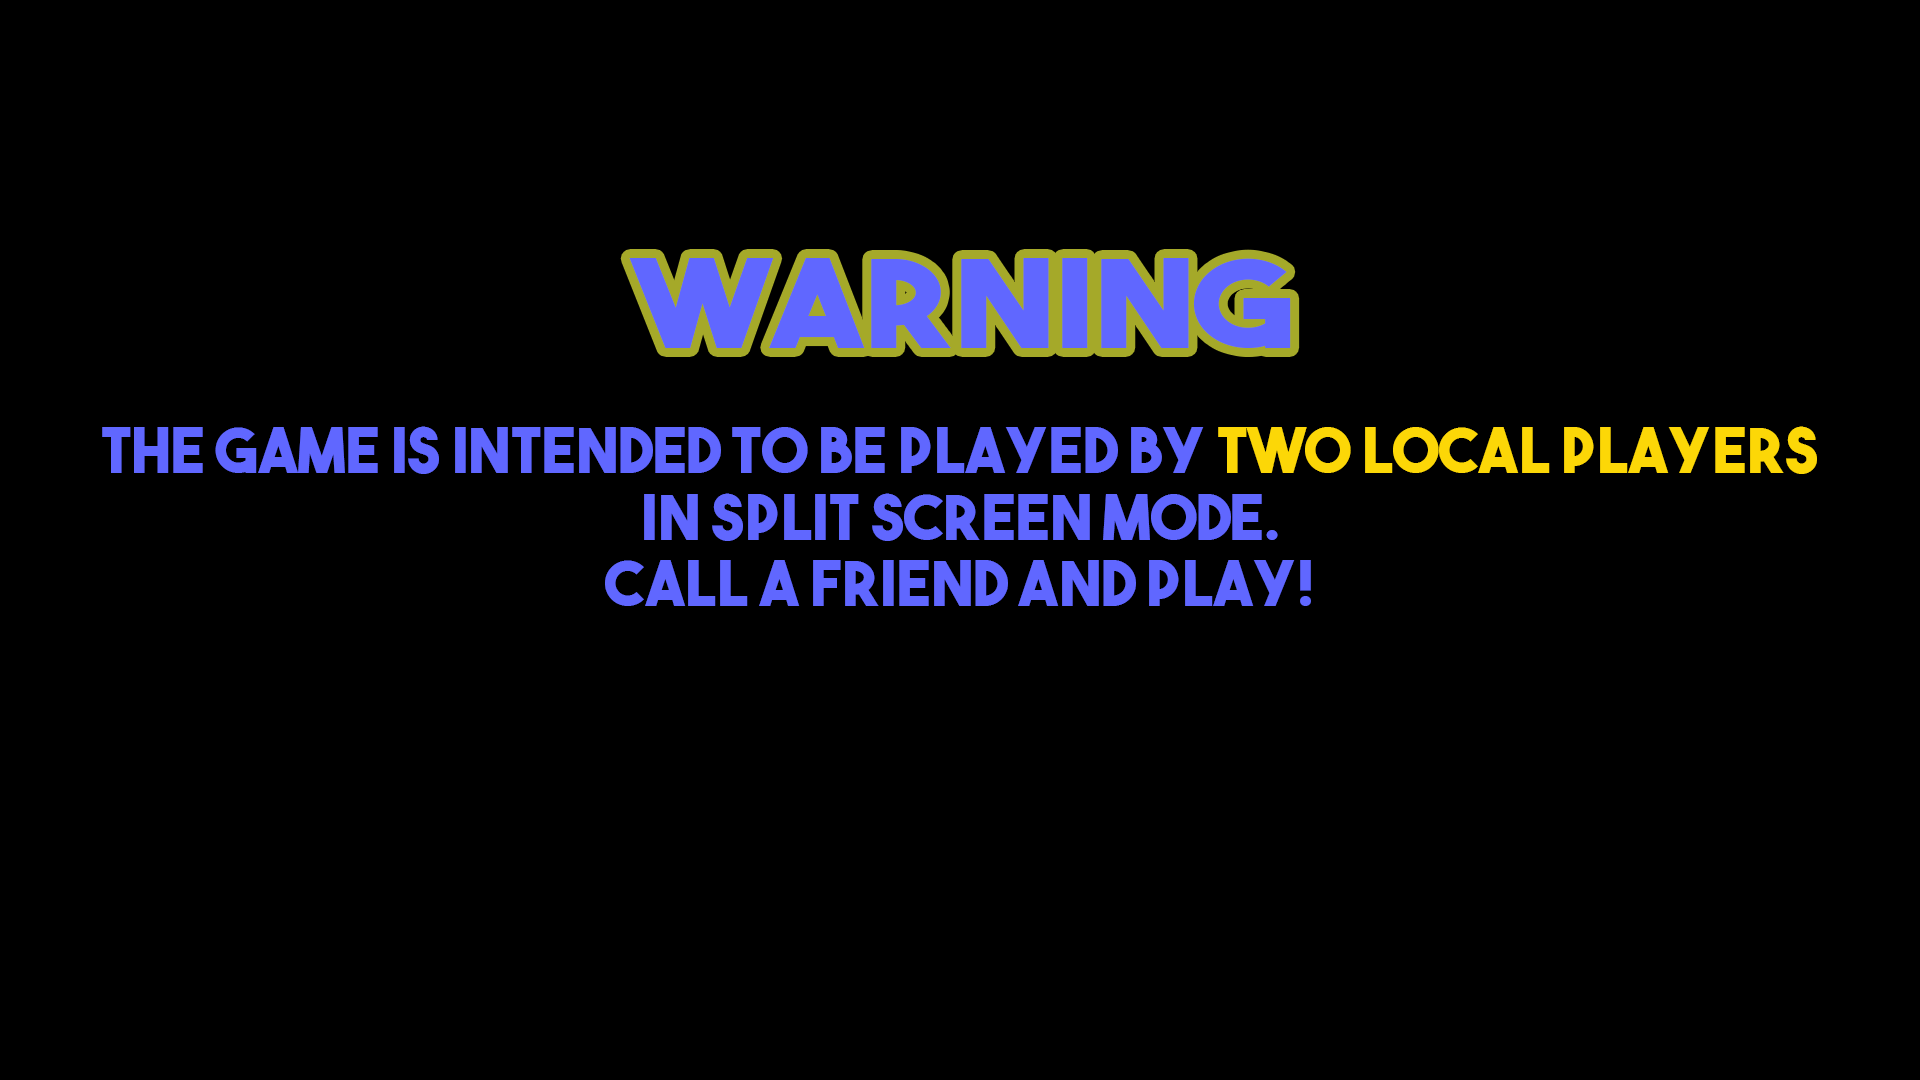 WARNING
THE GAME IS INTENDED TO BE PLAYED BY TWO LOCAL PLAYERS
IN SPLIT SCREEN MODE.
CALL A FRIEND AND PLAY!